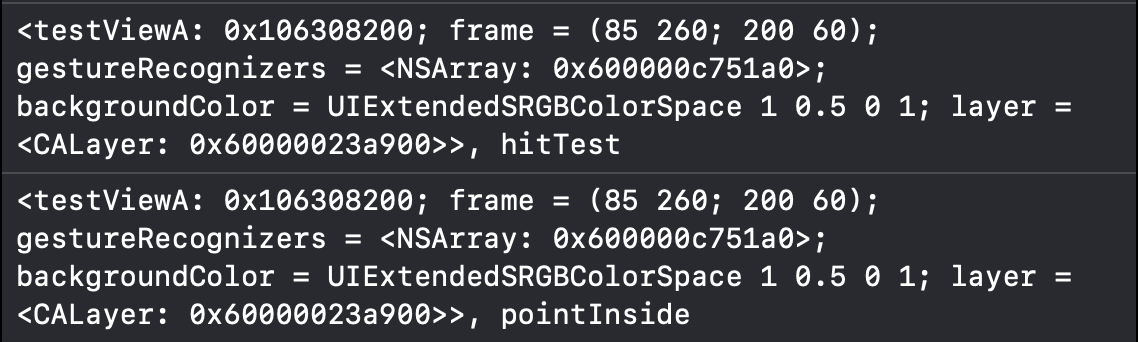 <testViewA: 0x106308200; frame = (85 260; 200 60);
gestureRecognizers = <NSArray: 0x600000c751a0>;
backgroundColor = UIExtendedSRGBColorSpace 1 0.5 0 1; layer =
<CALayer: 0x60000023a900>>, hitTest
<testViewA: 0x106308200; frame = (85 260; 200 60);
gestureRecognizers = <NSArray: 0x600000c751a0>;
backgroundColor = UIExtendedSRGBColorSpace 1 0.5 0 1; layer =
<CALayer: 0x60000023a900>>, pointInside